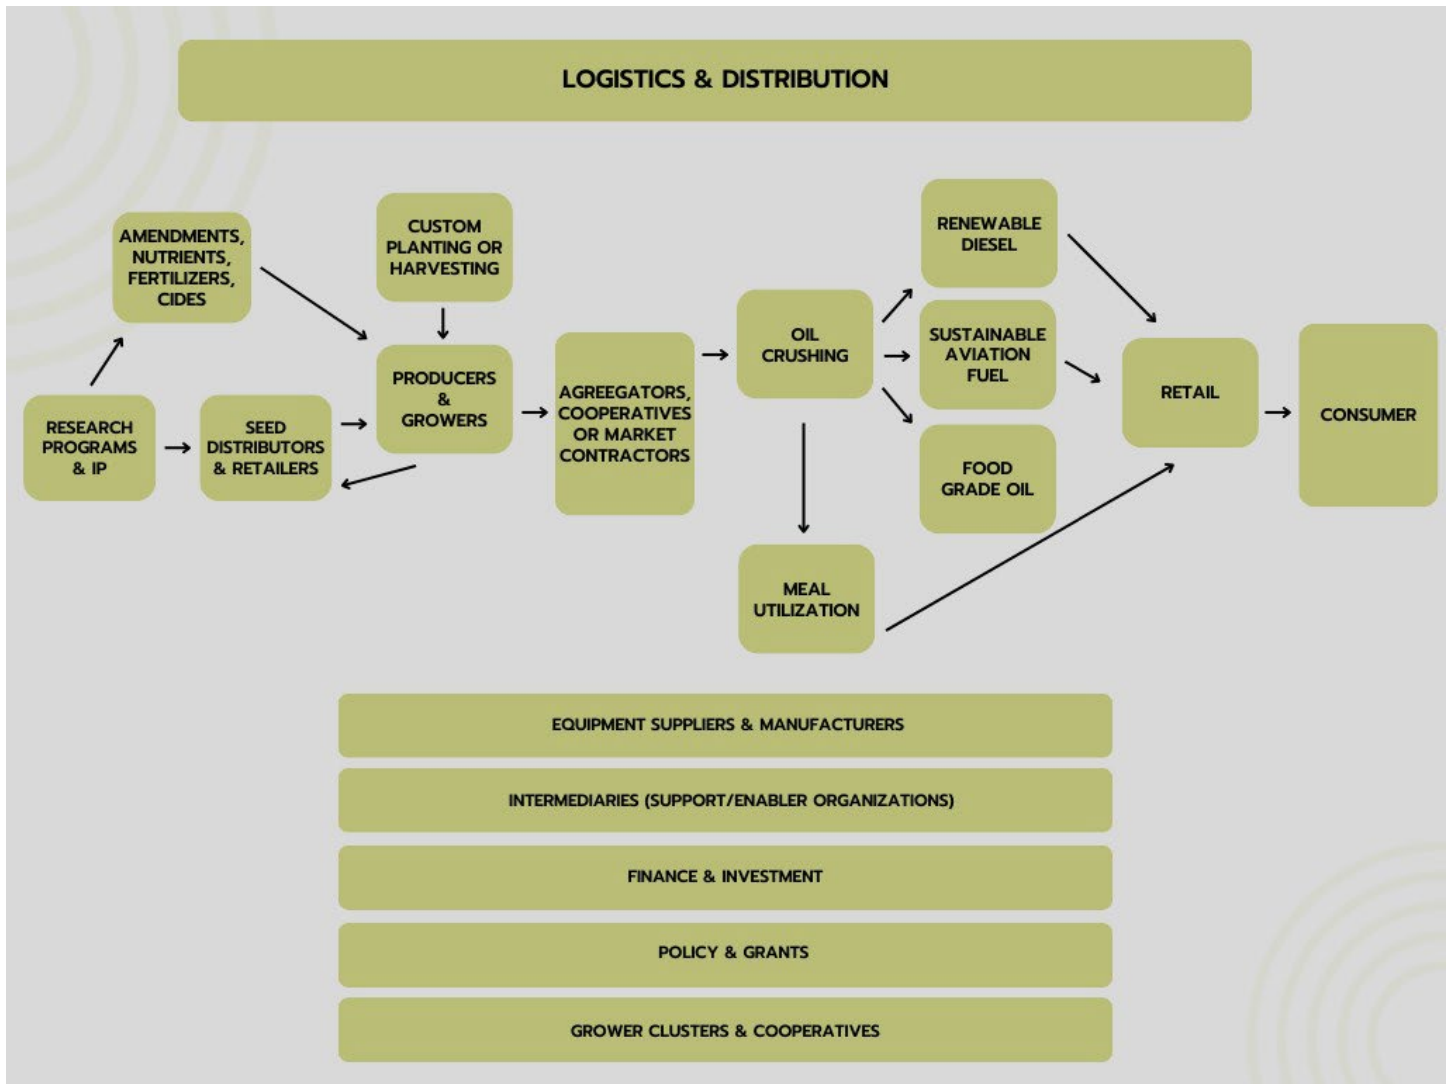 LOGISTICS & DISTRIBUTION
AMENDMENTS,
NUTRIENTS,
FERTILIZERS,
CIDES
CUSTOM
PLANTING OR
HARVESTING
RENEWABLE
DIESEL
RESEARCH
PROGRAMS
& IP
SEED
DISTRIBUTORS
& RETAILERS
PRODUCERS
&
GROWERS
AGREEGATORS,
COOPERATIVES
OR MARKET
CONTRACTORS
OIL
CRUSHING
SUSTAINABLE
AVIATION
FUEL
FOOD
GRADE OIL
RETAIL
CONSUMER
MEAL
UTILIZATION
EQUIPMENT SUPPLIERS & MANUFACTURERS
INTERMEDIARIES (SUPPORT/ENABLER ORGANIZATIONS)
FINANCE & INVESTMENT
POLICY & GRANTS
GROWER CLUSTERS & COOPERATIVES